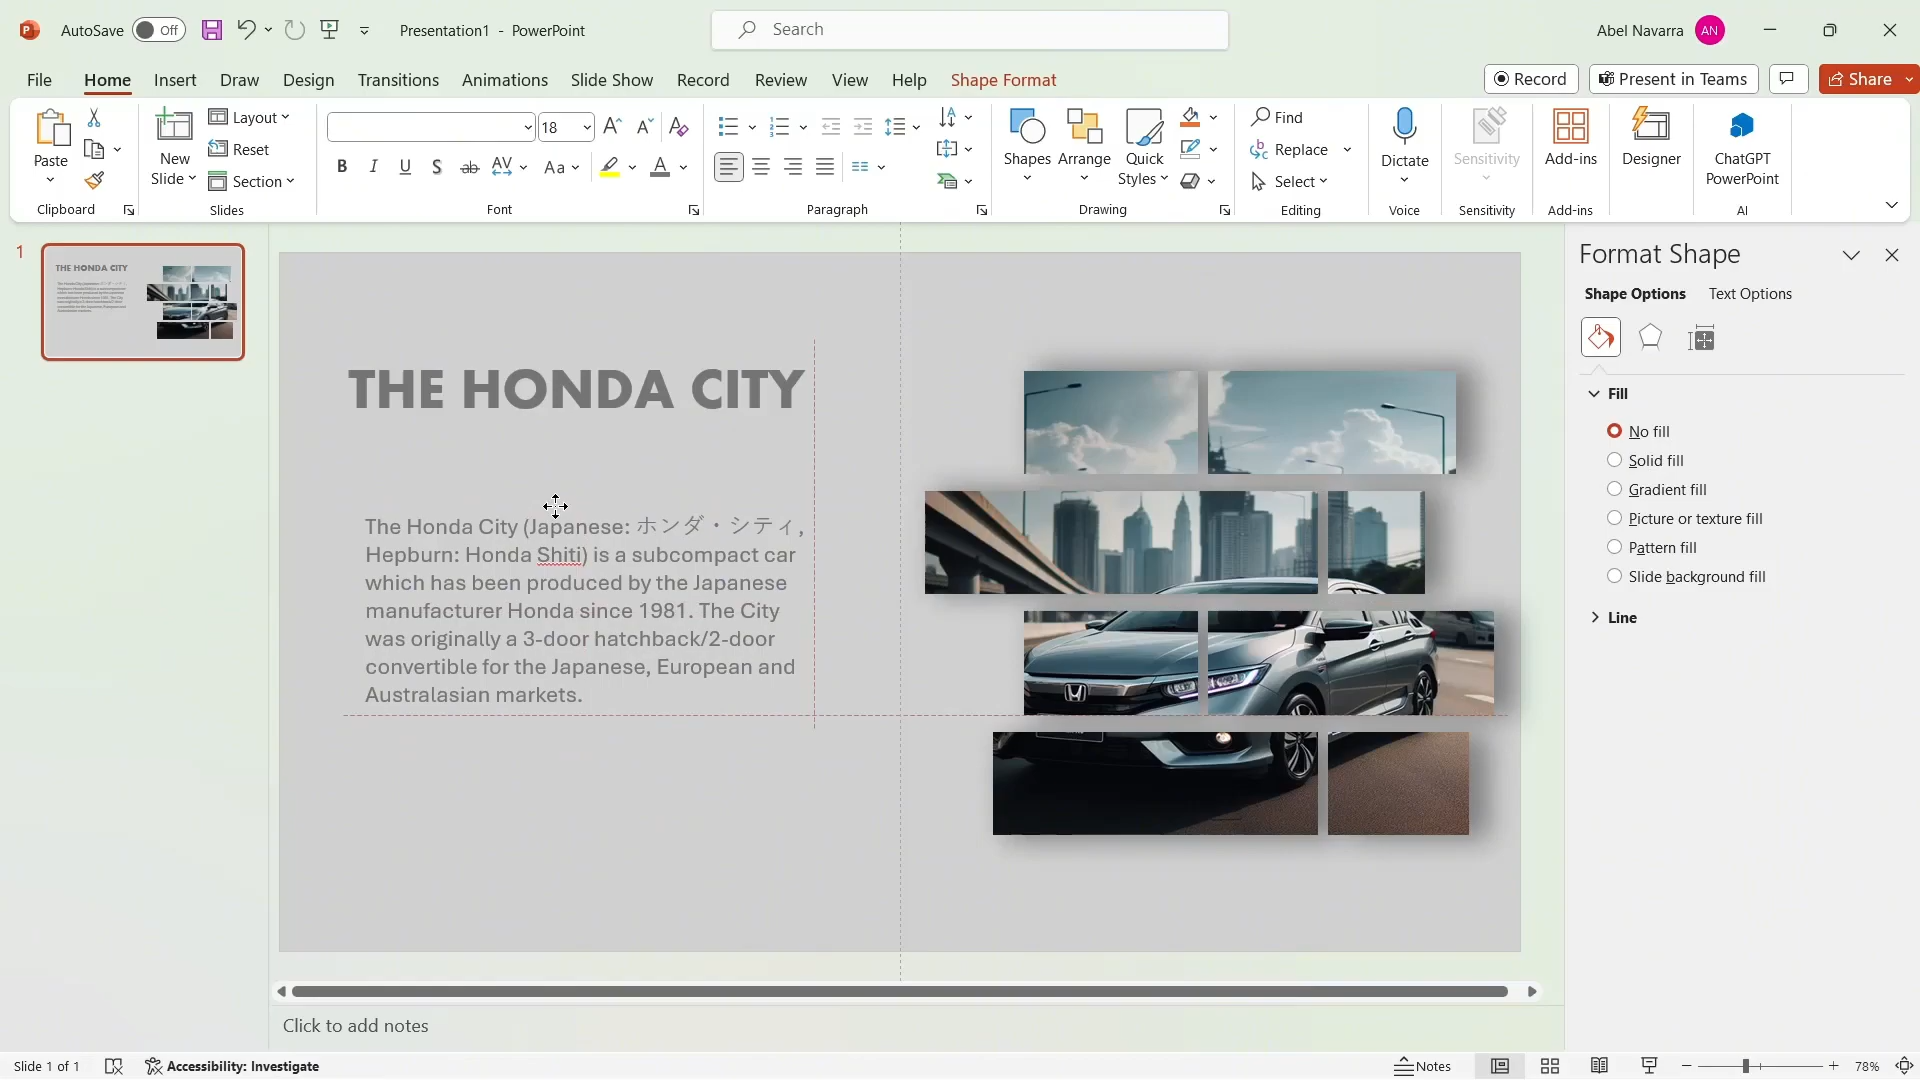 AutoSave Off Presentation1 - PowerPoint Search Abel Navarra AN
File Home Insert Draw Design Transitions Animations Slide Show Record Review View Help Shape Format Record Present in Teams Share
Paste
Clipboard
New Slide
Layout
Reset
Section
Slides
18
Font
Paragraph
Shapes Arrange Quick Styles
Drawing
Find
Replace
Select
Editing
Dictate
Voice
Sensitivity
Sensitivity
Add-ins
Add-ins
Designer
ChatGPT PowerPoint
AI
1
THE HONDA CITY
The Honda City (Japanese: ホンダ・シティ,
Hepburn: Honda Shiti) is a subcompact car
which has been produced by the Japanese
manufacturer Honda since 1981. The City
was originally a 3-door hatchback/2-door
convertible for the Japanese, European and
Australasian markets.
Format Shape
Shape Options Text Options
Fill
No fill
Solid fill
Gradient fill
Picture or texture fill
Pattern fill
Slide background fill
Line
Click to add notes
Slide 1 of 1 Accessibility: Investigate Notes 78%